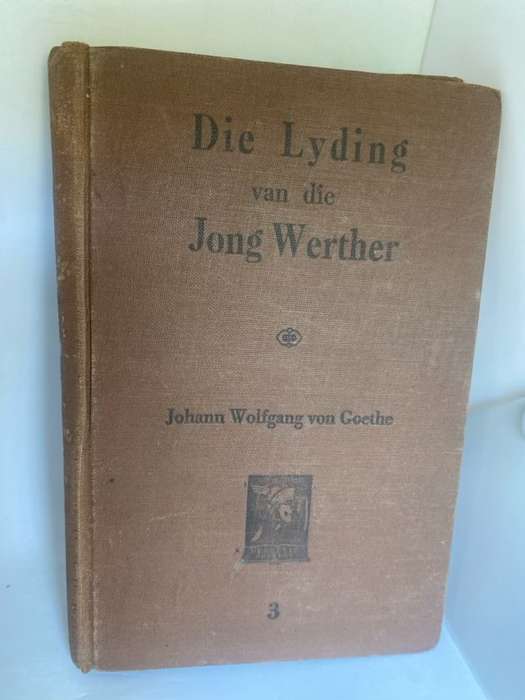 Die Lyding
van die
Jong Werther
Johann Wolfgang von Goethe
3